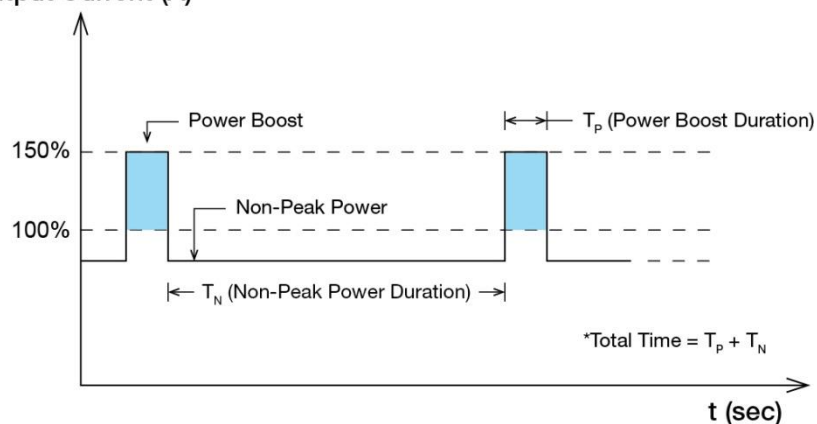 Power Boost
T_P (Power Boost Duration)
150%
Non-Peak Power
100%
T_N (Non-Peak Power Duration)
*Total Time = T_P + T_N
t (sec)